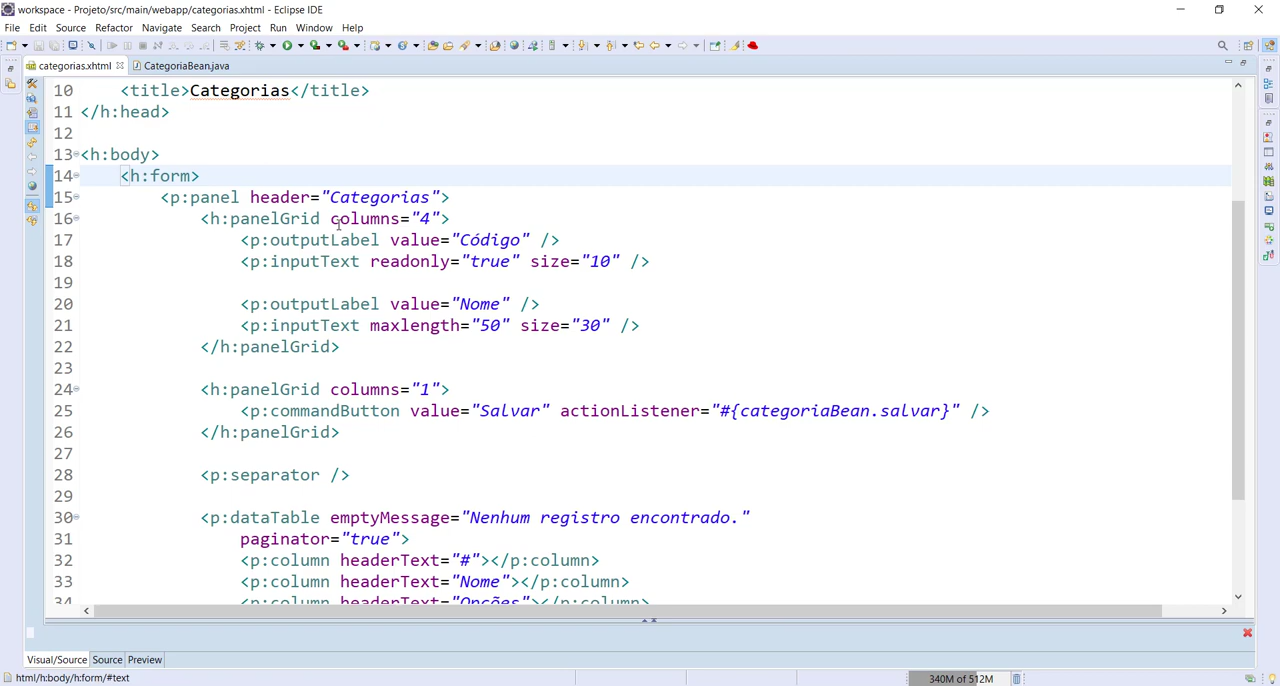 workspace - Projeto/src/main/webapp/categorias.xhtml - Eclipse IDE
File Edit Source Refactor Navigate Search Project Run Window Help
categorias.xhtml CategoriaBean.java
10 <title>Categorias</title>
11 </h:head>
12
13 <h:body>
14 <h:form>
15 <p:panel header="Categorias">
16 <h:panelGrid columns="4">
17 <p:outputLabel value="Código" />
18 <p:inputText readonly="true" size="10" />
19
20 <p:outputLabel value="Nome" />
21 <p:inputText maxlength="50" size="30" />
22 </h:panelGrid>
23
24 <h:panelGrid columns="1">
25 <p:commandButton value="Salvar" actionListener="#{categoriaBean.salvar}" />
26 </h:panelGrid>
27
28 <p:separator />
29
30 <p:dataTable emptyMessage="Nenhum registro encontrado."
31 paginator="true">
32 <p:column headerText="#"></p:column>
33 <p:column headerText="Nome"></p:column>
34 <p:column headerText="Opções"></p:column>
Visual/Source Source Preview
html/h:body/h:form/#text 340M of 512M